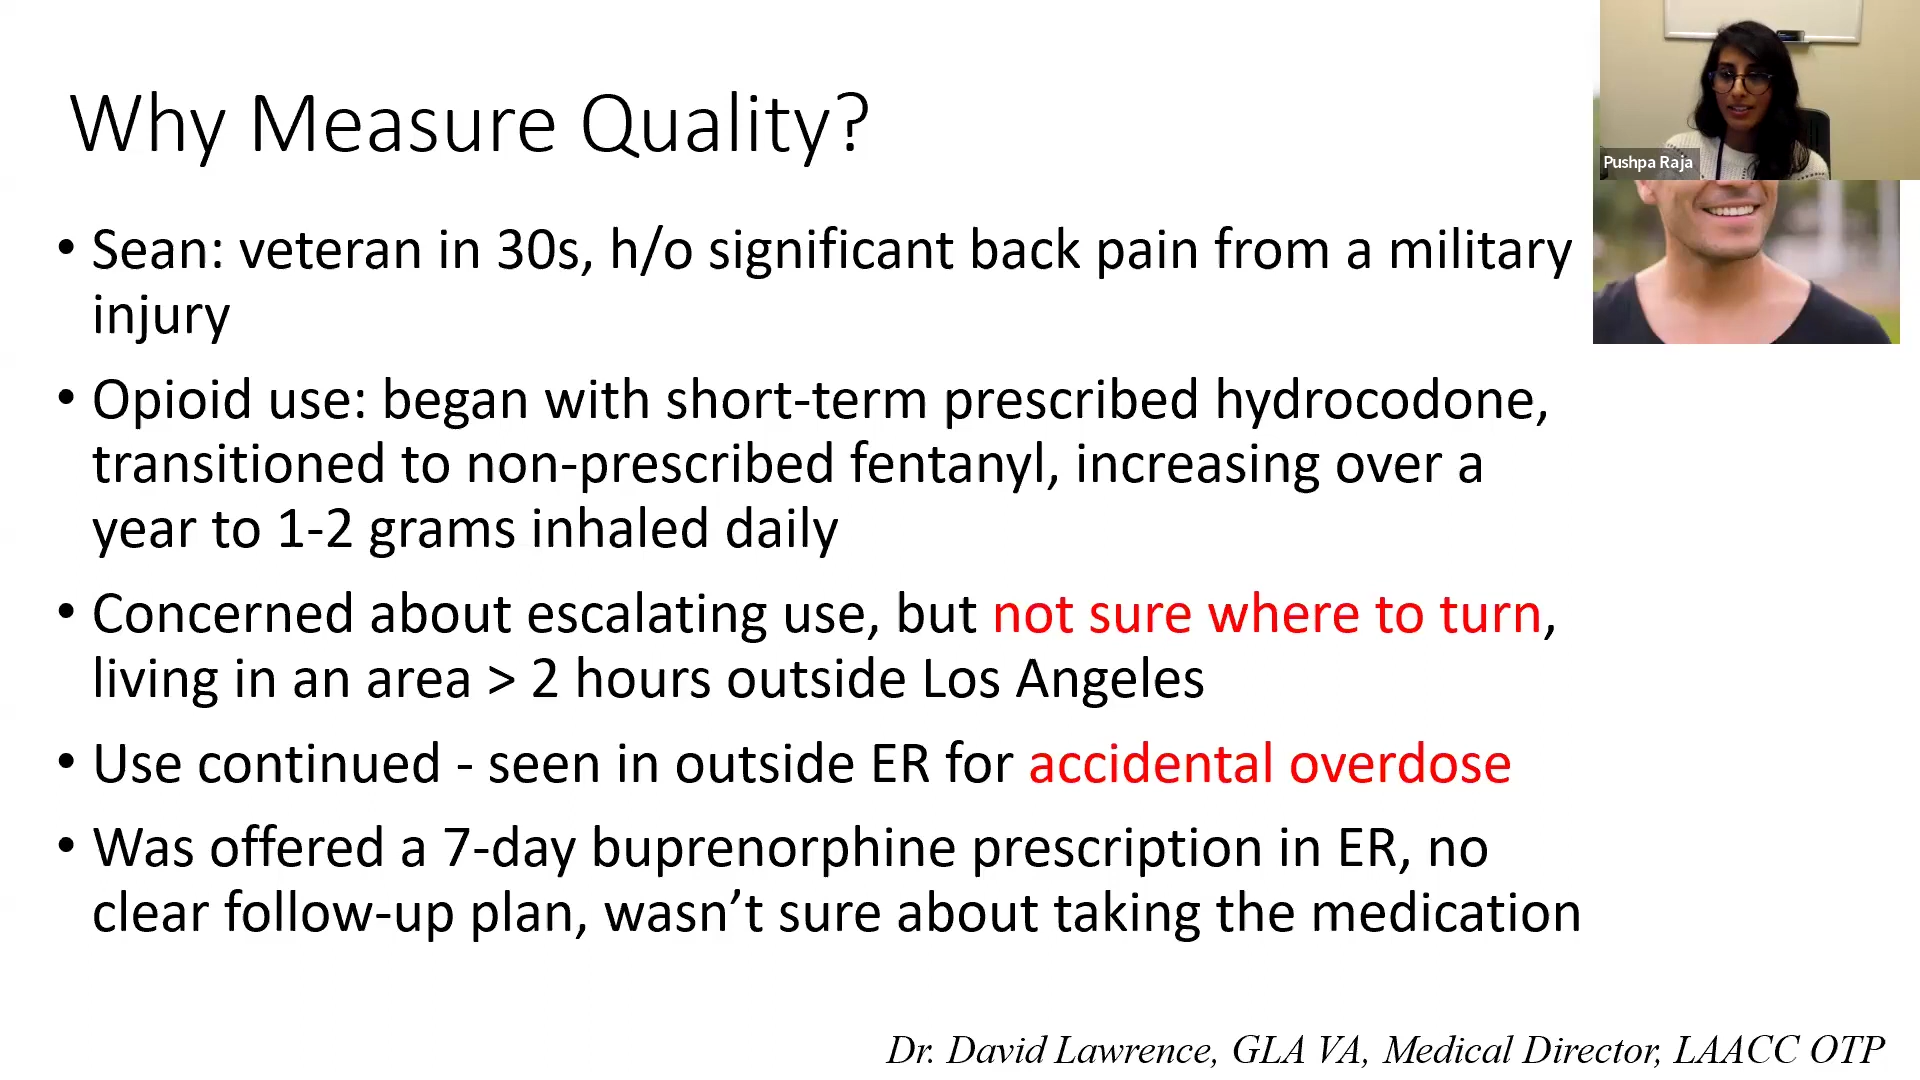 Why Measure Quality?
Pushpa Raja
• Sean: veteran in 30s, h/o significant back pain from a military
injury
• Opioid use: began with short-term prescribed hydrocodone,
transitioned to non-prescribed fentanyl, increasing over a
year to 1-2 grams inhaled daily
• Concerned about escalating use, but not sure where to turn,
living in an area > 2 hours outside Los Angeles
• Use continued - seen in outside ER for accidental overdose
• Was offered a 7-day buprenorphine prescription in ER, no
clear follow-up plan, wasn’t sure about taking the medication
Dr. David Lawrence, GLA VA, Medical Director, LAACC OTP